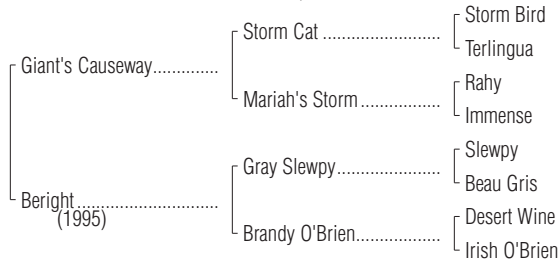 Storm Bird
Storm Cat ........................
Terlingua
Giant's Causeway..............
Rahy
Mariah's Storm ................
Immense
Slewpy
Gray Slewpy.....................
Beau Gris
Beright .............................
(1995)
Desert Wine
Brandy O'Brien.................
Irish O'Brien